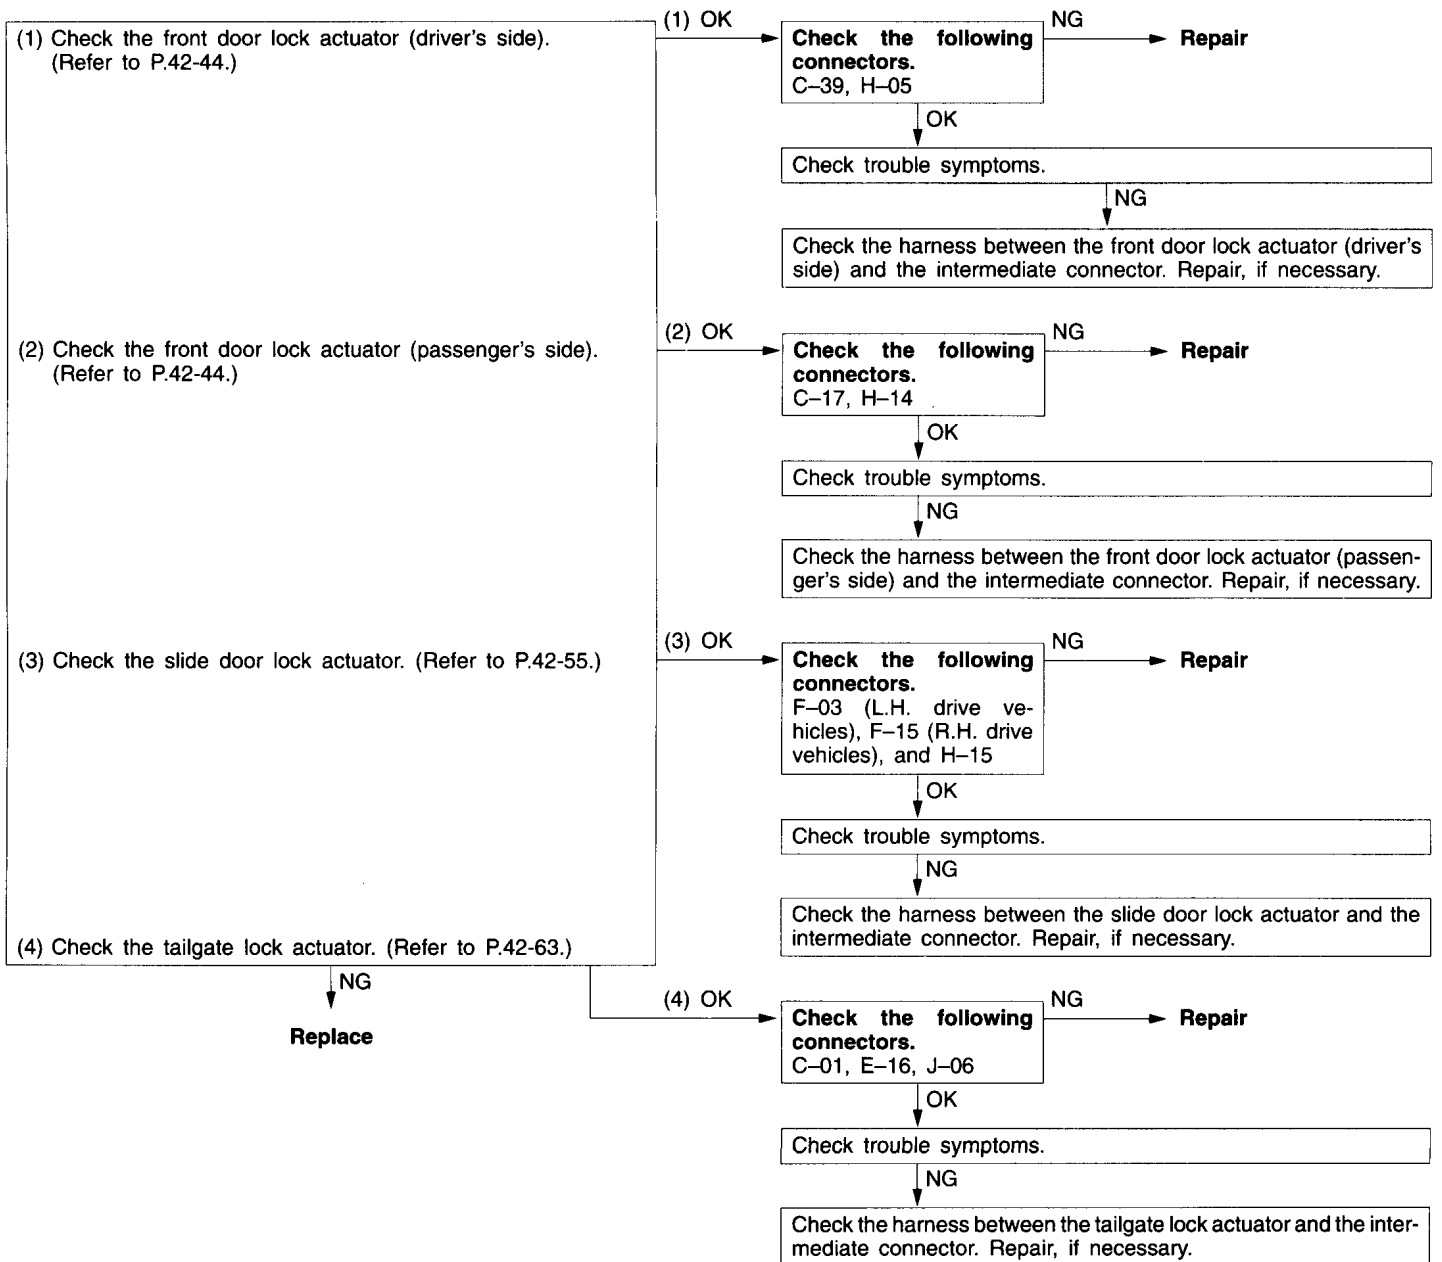 (1) Check the front door lock actuator (driver's side).
(Refer to P.42-44.)
(1) OK
Check the following
connectors.
C–39, H–05
NG
Repair
OK
Check trouble symptoms.
NG
Check the harness between the front door lock actuator (driver's
side) and the intermediate connector. Repair, if necessary.
(2) Check the front door lock actuator (passenger's side).
(Refer to P.42-44.)
(2) OK
Check the following
connectors.
C–17, H–14
NG
Repair
OK
Check trouble symptoms.
NG
Check the harness between the front door lock actuator (passen-
ger's side) and the intermediate connector. Repair, if necessary.
(3) Check the slide door lock actuator. (Refer to P.42-55.)
(3) OK
Check the following
connectors.
F–03 (L.H. drive ve-
hicles), F–15 (R.H. drive
vehicles), and H–15
NG
Repair
OK
Check trouble symptoms.
NG
Check the harness between the slide door lock actuator and the
intermediate connector. Repair, if necessary.
(4) Check the tailgate lock actuator. (Refer to P.42-63.)
NG
Replace
(4) OK
Check the following
connectors.
C–01, E–16, J–06
NG
Repair
OK
Check trouble symptoms.
NG
Check the harness between the tailgate lock actuator and the inter-
mediate connector. Repair, if necessary.